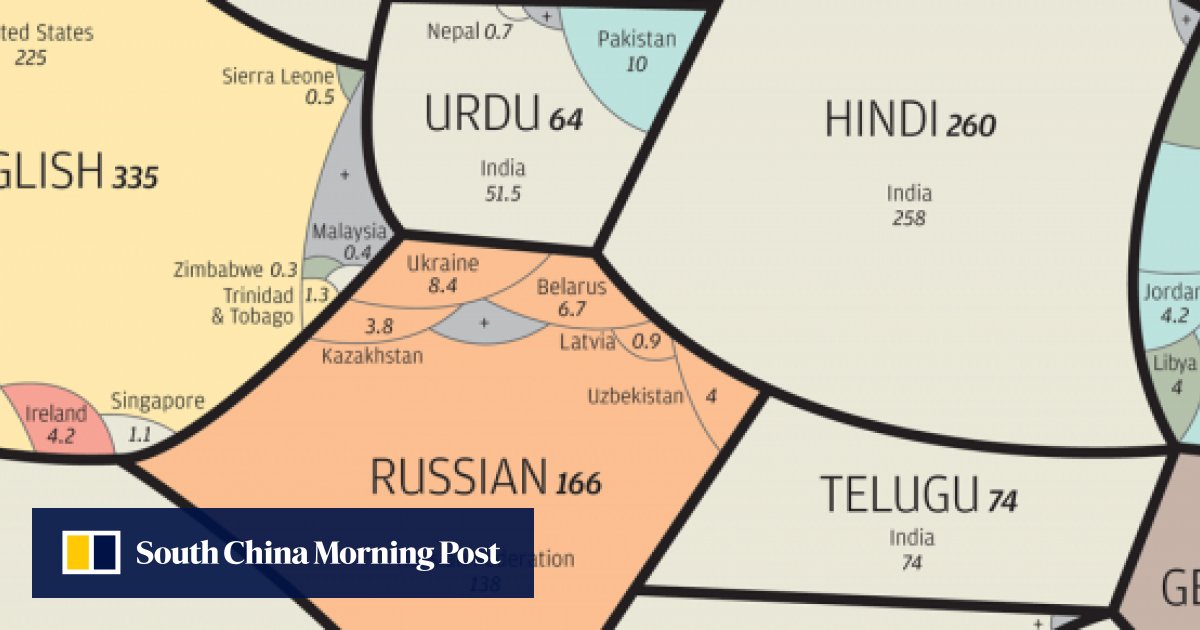 ted States
225
Sierra Leone
0.5
GLISH 335
+
Malaysia
0.4
Zimbabwe 0.3
Trinidad 1.3
& Tobago
Ireland
4.2
Singapore
1.1
Nepal 0.7
+
Pakistan
10
URDU 64
India
51.5
HINDI 260
India
258
+
Jordan
4.2
Libya
4
Ukraine
8.4
Belarus
6.7
3.8
Kazakhstan
+
Latvia 0.9
Uzbekistan 4
RUSSIAN 166
eration
138
TELUGU 74
India
74
GE
+
South China Morning Post